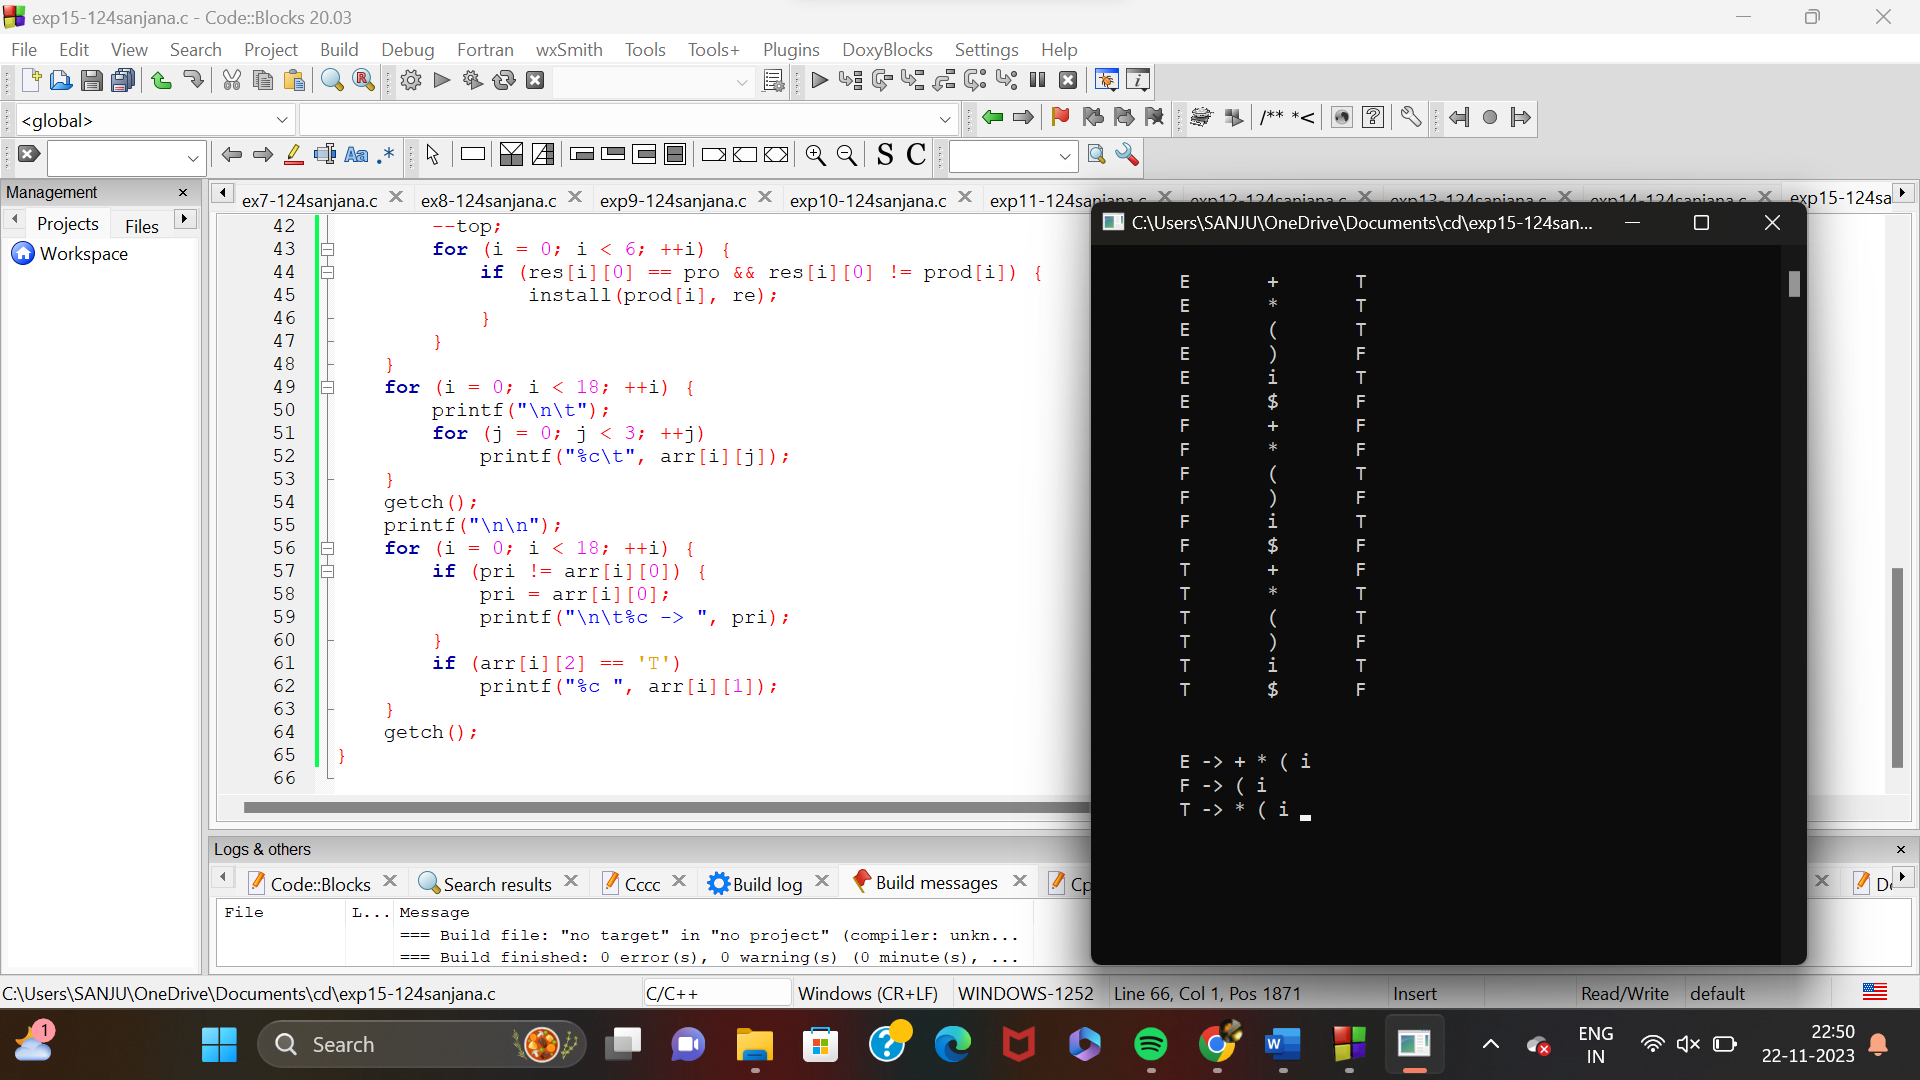 exp15-124sanjana.c - Code::Blocks 20.03
File Edit View Search Project Build Debug Fortran wxSmith Tools Tools+ Plugins DoxyBlocks Settings Help
<global>
/** *<
Aa .* S C
Management
Projects Files
Workspace
ex7-124sanjana.c ex8-124sanjana.c exp9-124sanjana.c exp10-124sanjana.c exp11-124sanjana.c exp12-124sanjana.c exp13-124sanjana.c exp14-124sanjana.c exp15-124sa
42 --top;
43 for (i = 0; i < 6; ++i) {
44 if (res[i][0] == pro && res[i][0] != prod[i]) {
45 install(prod[i], re);
46 }
47 }
48 }
49 for (i = 0; i < 18; ++i) {
50 printf("\n\t");
51 for (j = 0; j < 3; ++j)
52 printf("%c\t", arr[i][j]);
53 }
54 getch();
55 printf("\n\n");
56 for (i = 0; i < 18; ++i) {
57 if (pri != arr[i][0]) {
58 pri = arr[i][0];
59 printf("\n\t%c -> ", pri);
60 }
61 if (arr[i][2] == 'T')
62 printf("%c ", arr[i][1]);
63 }
64 getch();
65 }
66
C:\Users\SANJU\OneDrive\Documents\cd\exp15-124san...
E + T
E * T
E ( T
E ) F
E i T
E $ F
F + F
F * F
F ( T
F ) F
F i T
F $ F
T + F
T * T
T ( T
T ) F
T i T
T $ F
E -> + * ( i
F -> ( i
T -> * ( i
Logs & others
Code::Blocks Search results Cccc Build log Build messages Cp
File L... Message
=== Build file: "no target" in "no project" (compiler: unkn...
=== Build finished: 0 error(s), 0 warning(s) (0 minute(s), ...
C:\Users\SANJU\OneDrive\Documents\cd\exp15-124sanjana.c C/C++ Windows (CR+LF) WINDOWS-1252 Line 66, Col 1, Pos 1871 Insert Read/Write default
1 Search ENG IN 22:50 22-11-2023